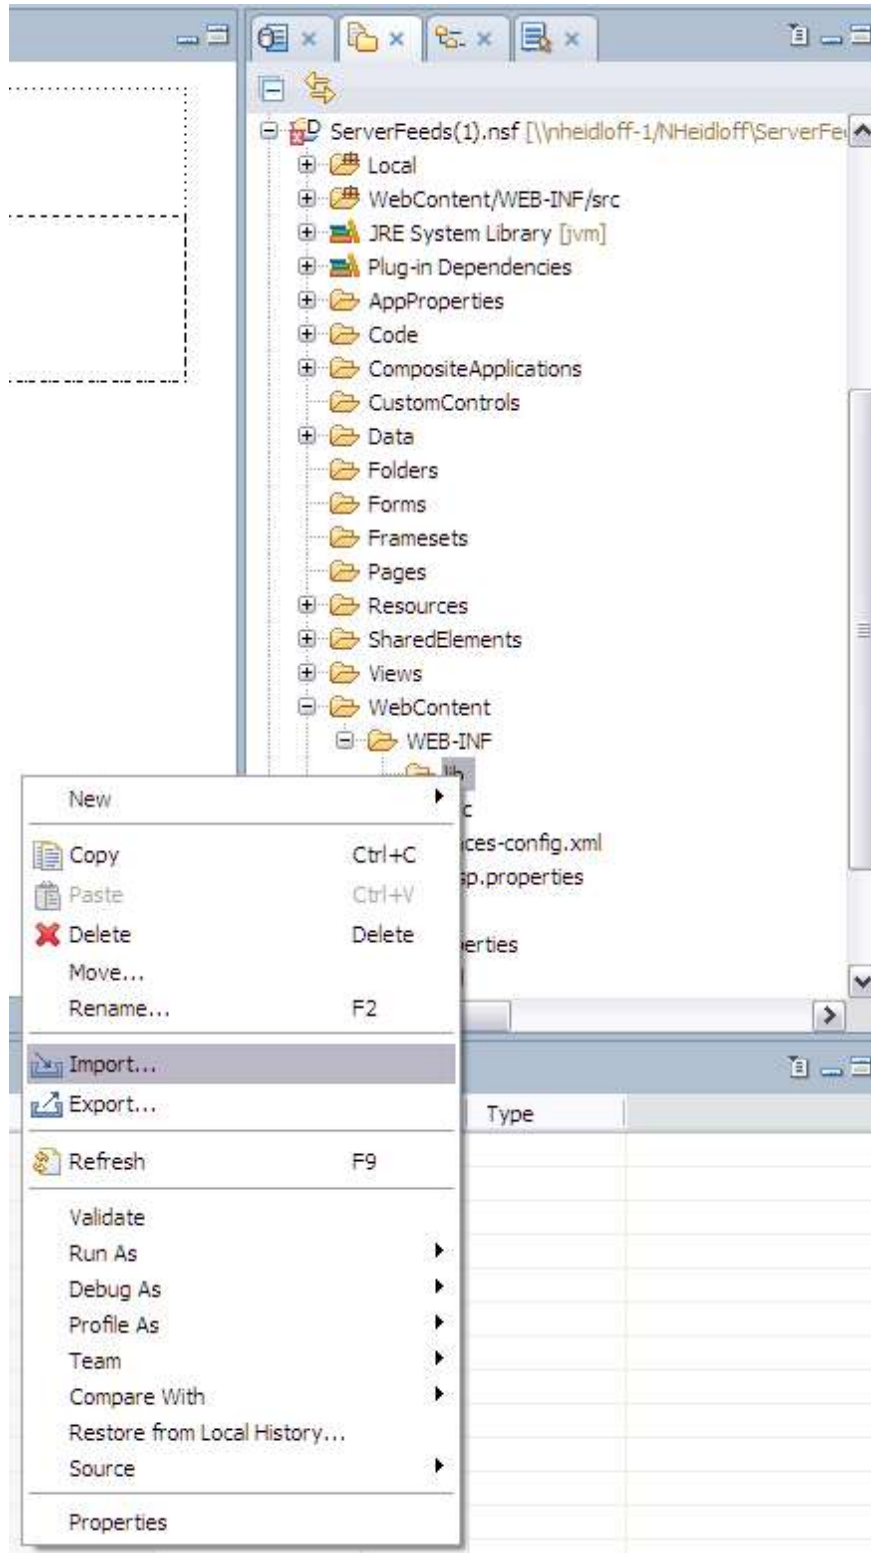 ServerFeeds(1).nsf [\\nheidloff-1/NHeidloff\ServerFe
Local
WebContent/WEB-INF/src
JRE System Library [jvm]
Plug-in Dependencies
AppProperties
Code
CompositeApplications
CustomControls
Data
Folders
Forms
Framesets
Pages
Resources
SharedElements
Views
WebContent
WEB-INF
lib
c
ces-config.xml
sp.properties
erties
New
Copy Ctrl+C
Paste Ctrl+V
Delete Delete
Move...
Rename... F2
Import...
Export...
Refresh F9
Validate
Run As
Debug As
Profile As
Team
Compare With
Restore from Local History...
Source
Properties
Type